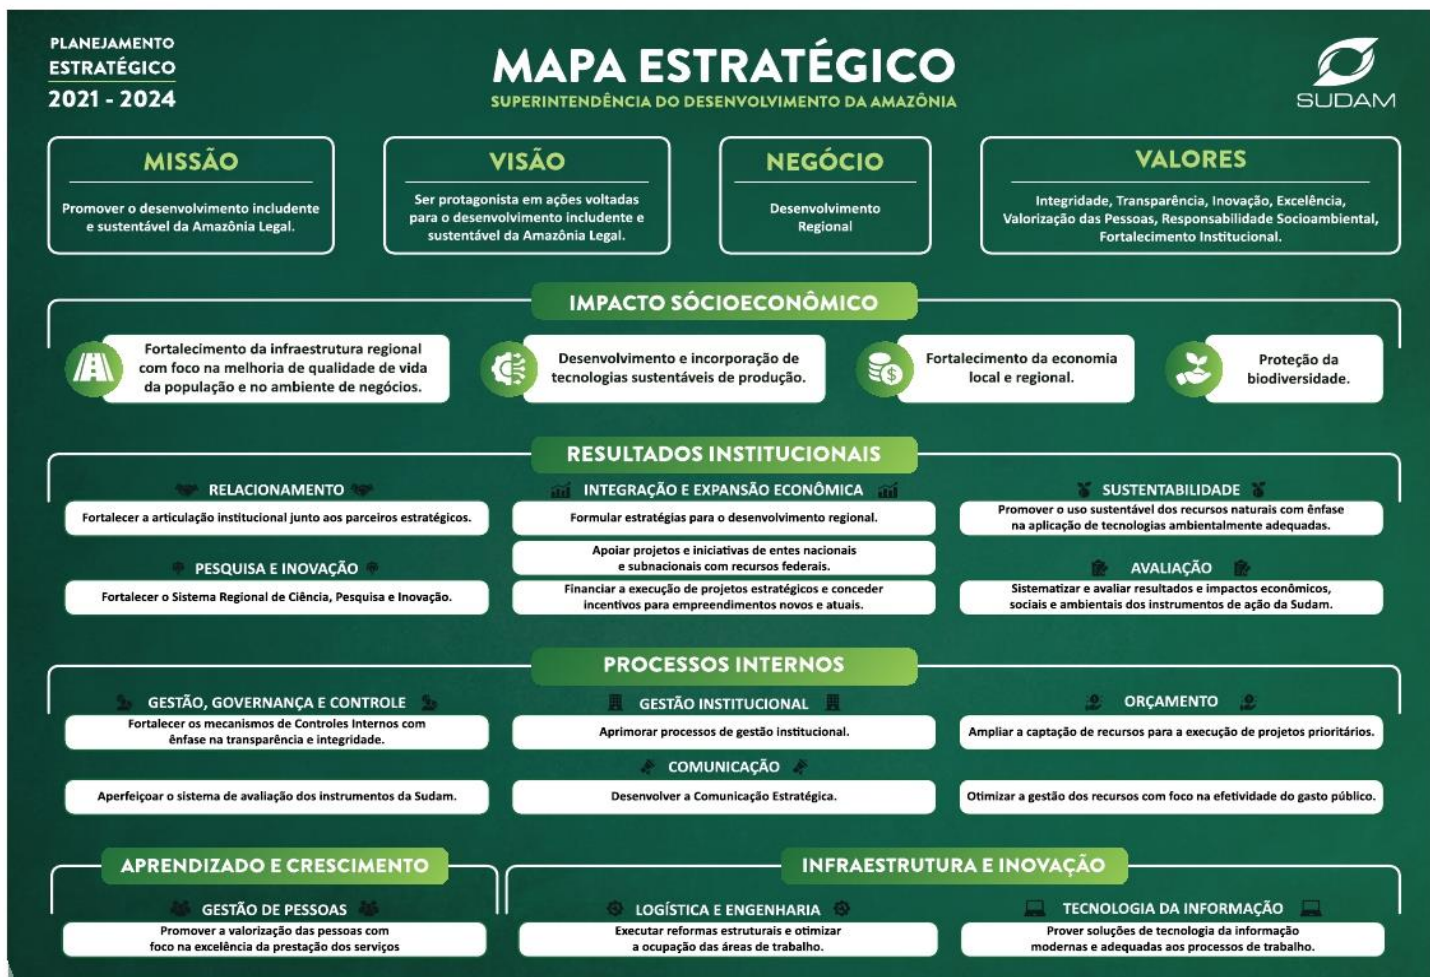 PLANEJAMENTO
ESTRATÉGICO
2021 - 2024
MAPA ESTRATÉGICO
SUPERINTENDÊNCIA DO DESENVOLVIMENTO DA AMAZÔNIA
SUDAM
MISSÃO
Promover o desenvolvimento includente
e sustentável da Amazônia Legal.
VISÃO
Ser protagonista em ações voltadas
para o desenvolvimento includente e
sustentável da Amazônia Legal.
NEGÓCIO
Desenvolvimento
Regional
VALORES
Integridade, Transparência, Inovação, Excelência,
Valorização das Pessoas, Responsabilidade Socioambiental,
Fortalecimento Institucional.
IMPACTO SÓCIOECONÔMICO
Fortalecimento da infraestrutura regional
com foco na melhoria de qualidade de vida
da população e no ambiente de negócios.
Desenvolvimento e incorporação de
tecnologias sustentáveis de produção.
Fortalecimento da economia
local e regional.
Proteção da
biodiversidade.
RESULTADOS INSTITUCIONAIS
RELACIONAMENTO
Fortalecer a articulação institucional junto aos parceiros estratégicos.
PESQUISA E INOVAÇÃO
Fortalecer o Sistema Regional de Ciência, Pesquisa e Inovação.
INTEGRAÇÃO E EXPANSÃO ECONÔMICA
Formular estratégias para o desenvolvimento regional.
Apoiar projetos e iniciativas de entes nacionais
e subnacionais com recursos federais.
Financiar a execução de projetos estratégicos e conceder
incentivos para empreendimentos novos e atuais.
SUSTENTABILIDADE
Promover o uso sustentável dos recursos naturais com ênfase
na aplicação de tecnologias ambientalmente adequadas.
AVALIAÇÃO
Sistematizar e avaliar resultados e impactos econômicos,
sociais e ambientais dos instrumentos de ação da Sudam.
PROCESSOS INTERNOS
GESTÃO, GOVERNANÇA E CONTROLE
Fortalecer os mecanismos de Controles Internos com
ênfase na transparência e integridade.
Aperfeiçoar o sistema de avaliação dos instrumentos da Sudam.
GESTÃO INSTITUCIONAL
Aprimorar processos de gestão institucional.
COMUNICAÇÃO
Desenvolver a Comunicação Estratégica.
ORÇAMENTO
Ampliar a captação de recursos para a execução de projetos prioritários.
Otimizar a gestão dos recursos com foco na efetividade do gasto público.
APRENDIZADO E CRESCIMENTO
GESTÃO DE PESSOAS
Promover a valorização das pessoas com
foco na excelência da prestação dos serviços
INFRAESTRUTURA E INOVAÇÃO
LOGÍSTICA E ENGENHARIA
Executar reformas estruturais e otimizar
a ocupação das áreas de trabalho.
TECNOLOGIA DA INFORMAÇÃO
Prover soluções de tecnologia da informação
modernas e adequadas aos processos de trabalho.